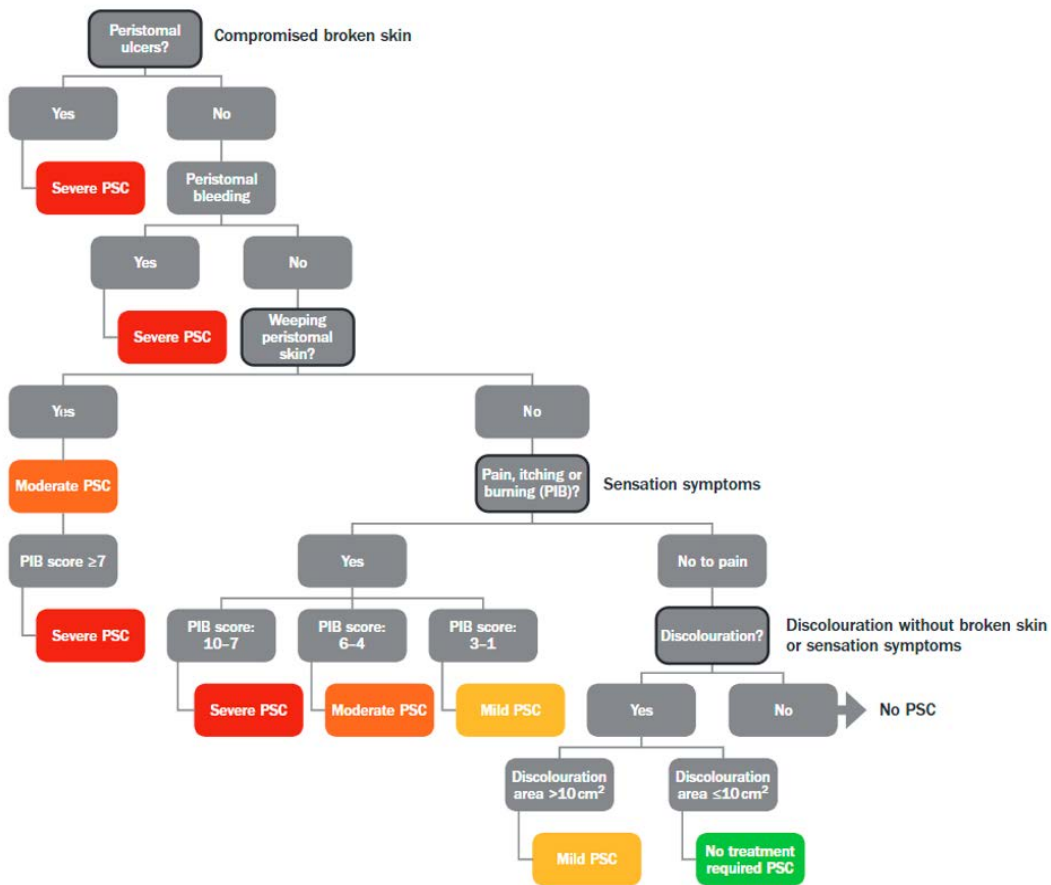 Peristomal
ulcers?
Compromised broken skin
Yes
No
Severe PSC
Peristomal
bleeding
Yes
No
Severe PSC
Weeping
peristomal
skin?
Yes
No
Moderate PSC
Pain, itching or
burning (PIB)?
Sensation symptoms
PIB score ≥7
Yes
No to pain
Severe PSC
PIB score:
10–7
PIB score:
6–4
PIB score:
3–1
Discolouration?
Discolouration without broken skin
or sensation symptoms
Severe PSC
Moderate PSC
Mild PSC
Yes
No
No PSC
Discolouration
area >10 cm²
Discolouration
area ≤10 cm²
Mild PSC
No treatment
required PSC